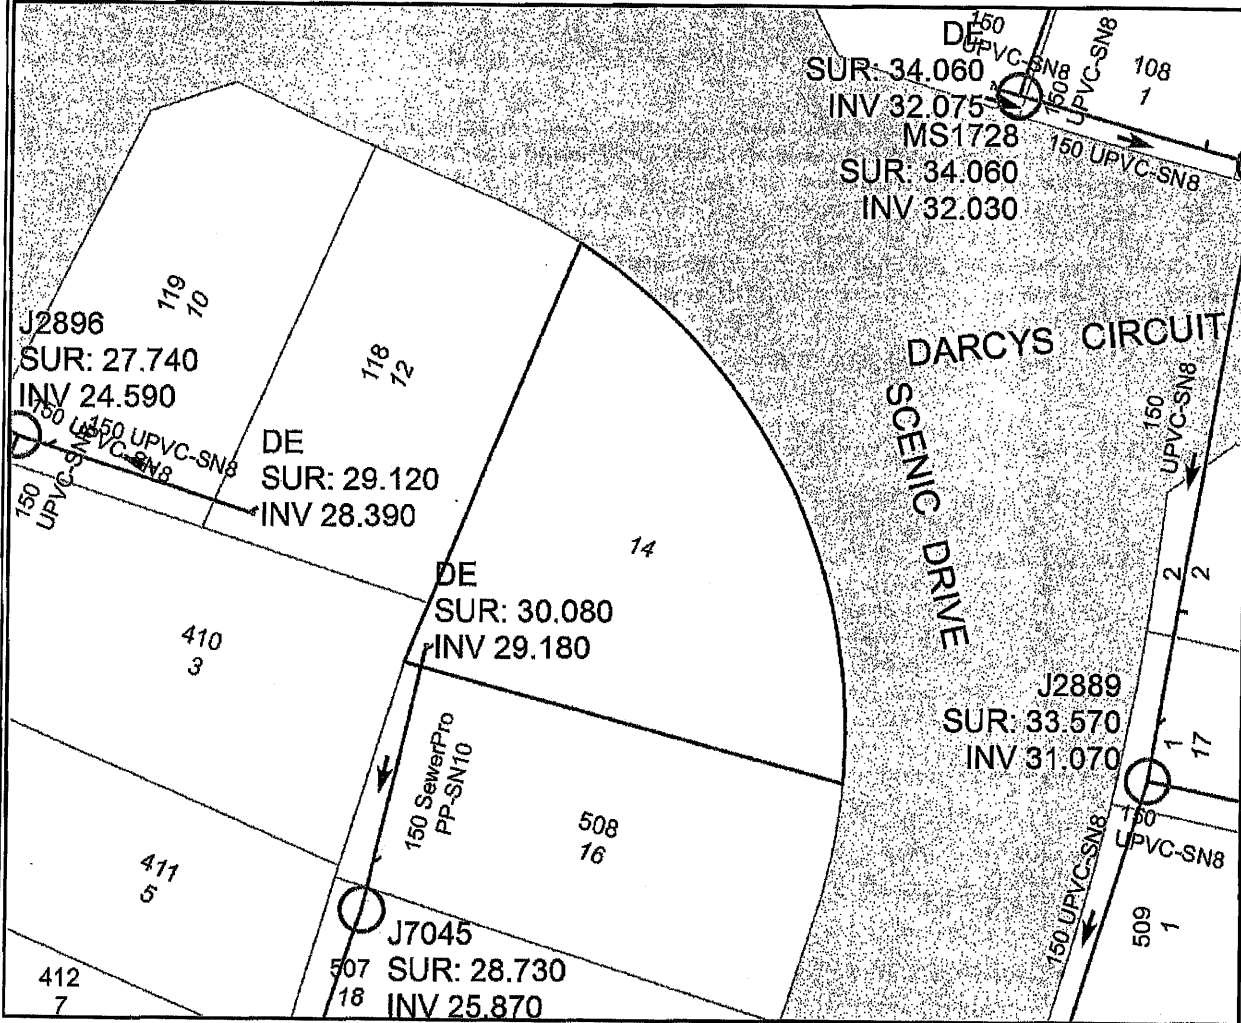 DE
SUR: 34.060
INV 32.075
MS1728
SUR: 34.060
INV 32.030
150
UPVC-SN8
150
UPVC-SN8
108
1
150 UPVC-SN8
119
10
118
12
J2896
SUR: 27.740
INV 24.590
150 UPVC-SN8
150
UPVC-SN8
150
UPVC-SN8
DE
SUR: 29.120
INV 28.390
DARCYS CIRCUIT
SCENIC DRIVE
150
UPVC-SN8
14
DE
SUR: 30.080
INV 29.180
2
2
410
3
J2889
SUR: 33.570
INV 31.070
1
17
150 SewerPro
PP-SN10
508
16
150
UPVC-SN8
150 UPVC-SN8
509
1
411
5
J7045
SUR: 28.730
INV 25.870
507
18
412
7